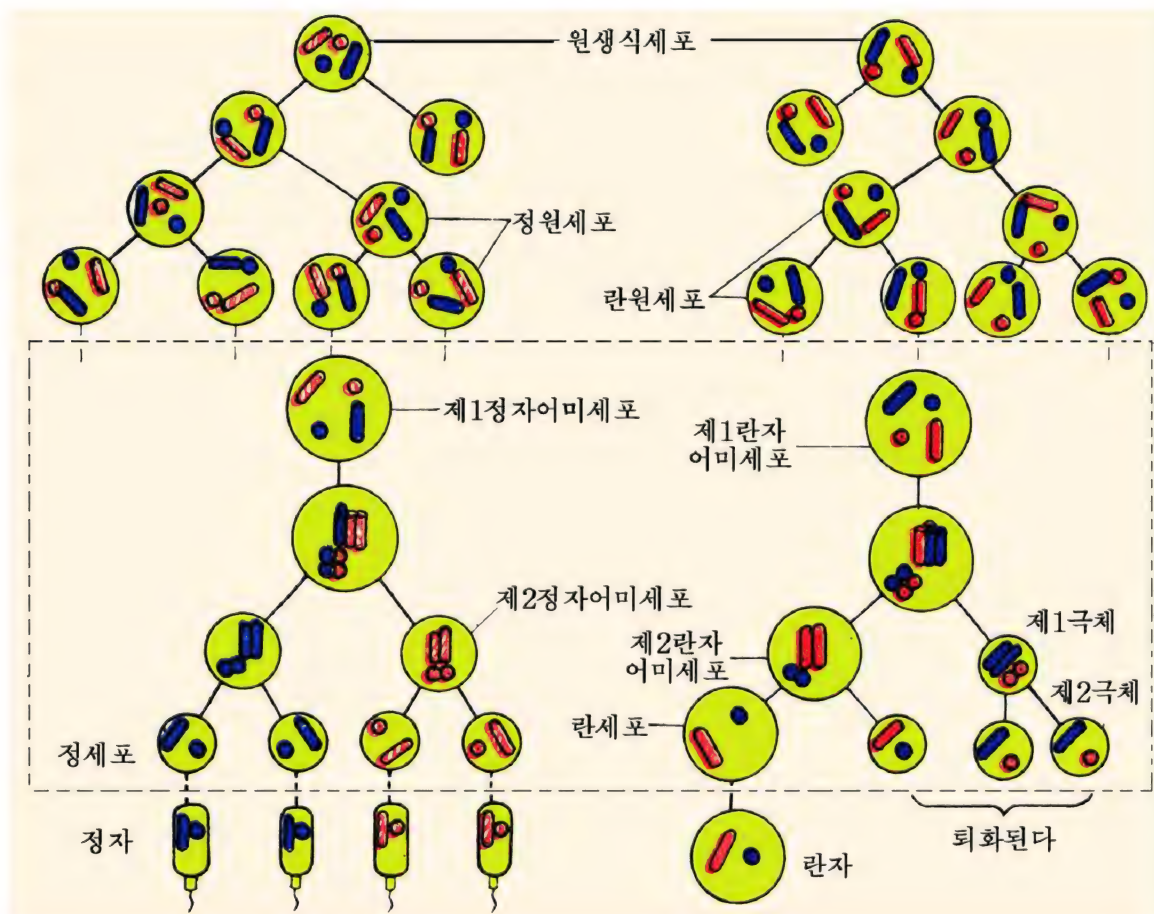 원생식세포
정원세포
란원세포
제1정자어미세포
제1란자
어미세포
제2정자어미세포
제2란자
어미세포
제1극체
제2극체
란세포
정세포
정자
란자
퇴화된다